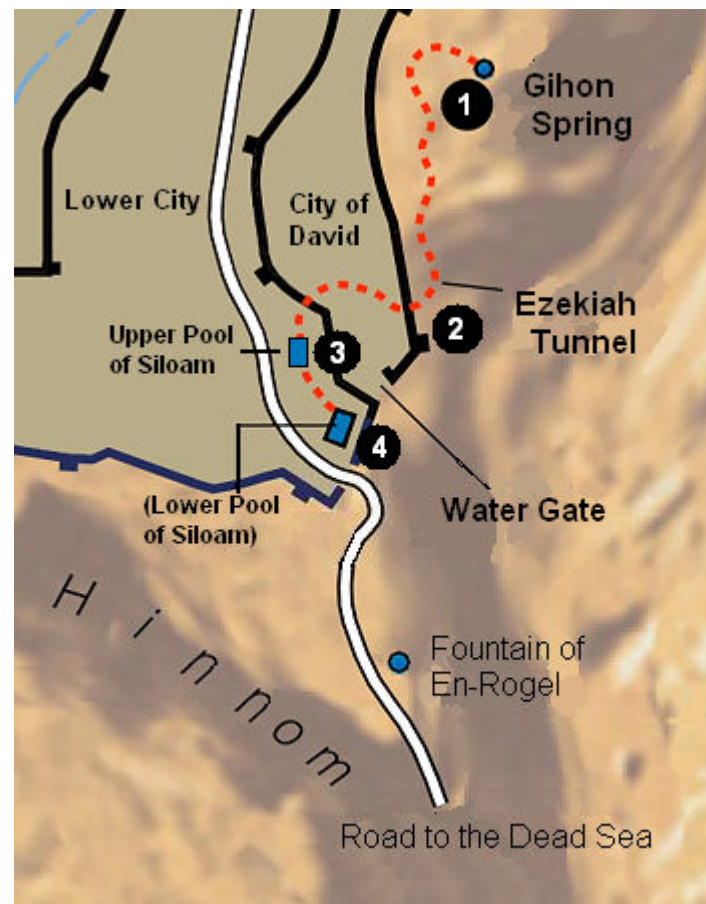 1
Gihon
Spring
Lower City
City of
David
Ezekiah
Tunnel
2
Upper Pool
of Siloam
3
4
(Lower Pool
of Siloam)
Water Gate
Hinnom
Fountain of
En-Rogel
Road to the Dead Sea